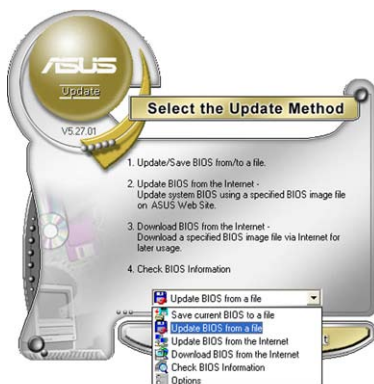 ASUS
Update
V5.27.01
Select the Update Method
1. Update/Save BIOS from/to a file.
2. Update BIOS from the Internet -
Update system BIOS using a specified BIOS image file
on ASUS Web Site.
3. Download BIOS from the Internet -
Download a specified BIOS image file via Internet for
later usage.
4. Check BIOS Information
Update BIOS from a file
Save current BIOS to a file
Update BIOS from a file
Update BIOS from the Internet
Download BIOS from the Internet
Check BIOS Information
Options